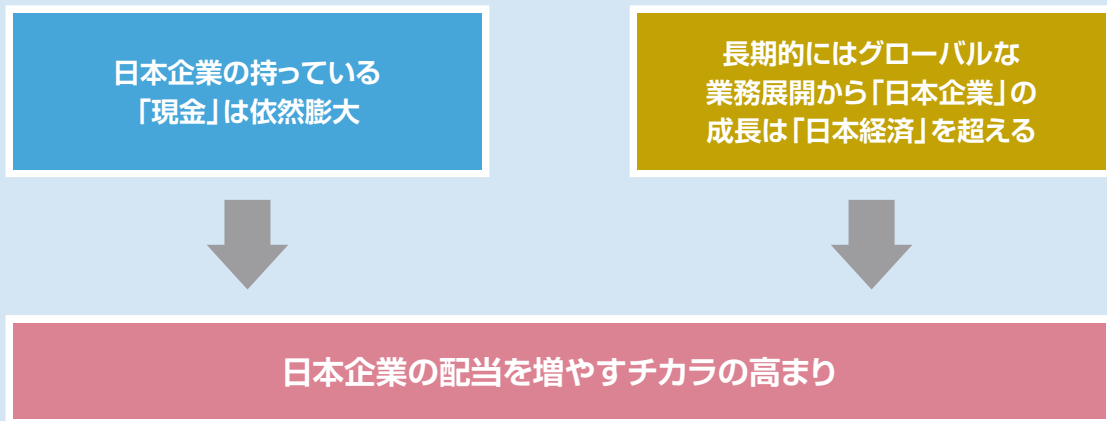 日本企業の持っている
「現金」は依然膨大
長期的にはグローバルな
業務展開から「日本企業」の
成長は「日本経済」を超える
日本企業の配当を増やすチカラの高まり